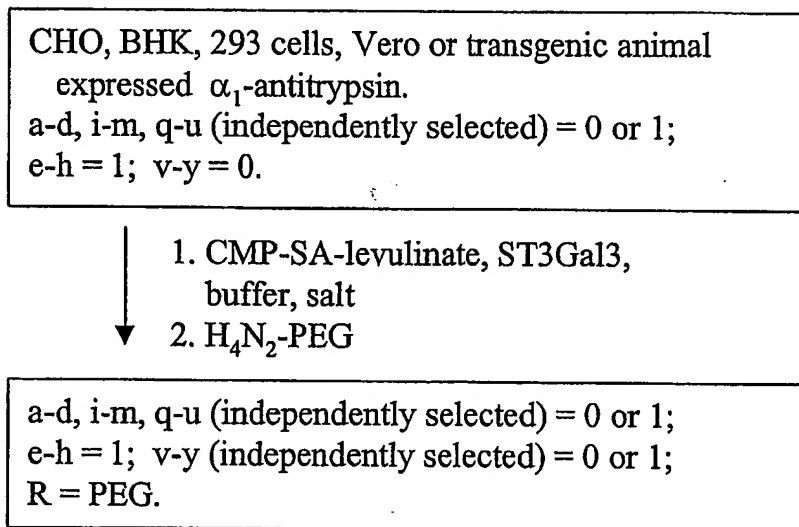 CHO, BHK, 293 cells, Vero or transgenic animal
expressed α₁-antitrypsin.
a-d, i-m, q-u (independently selected) = 0 or 1;
e-h = 1; v-y = 0.
1. CMP-SA-levulinate, ST3Gal3,
buffer, salt
2. H₄N₂-PEG
a-d, i-m, q-u (independently selected) = 0 or 1;
e-h = 1; v-y (independently selected) = 0 or 1;
R = PEG.